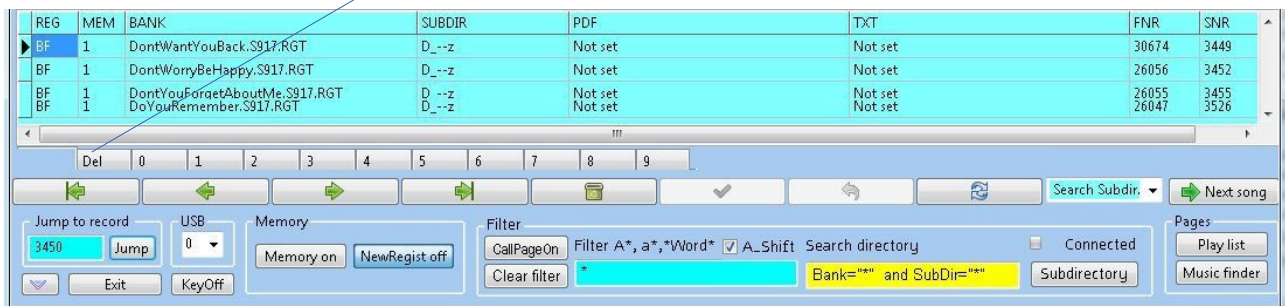 REG MEM BANK SUBDIR PDF TXT FNR SNR
BF 1 DontWantYouBack.S917.RGT D_--z Not set Not set 30674 3449
BF 1 DontWorryBeHappy.S917.RGT D_--z Not set Not set 26056 3452
BF 1 DontYouForgetAboutMe.S917.RGT D_--z Not set Not set 26055 3455
BF 1 DoYouRemember.S917.RGT D_--z Not set Not set 26047 3526
Del 0 1 2 3 4 5 6 7 8 9
Search Subdir. Next song
Jump to record USB Memory Filter Pages
3450 Jump 0 Memory on NewRegist off CallPageOn Filter A*, a*,*Word* A_Shift Search directory Connected Play list
Exit KeyOff Clear filter * Bank="*" and SubDir="*" Subdirectory Music finder